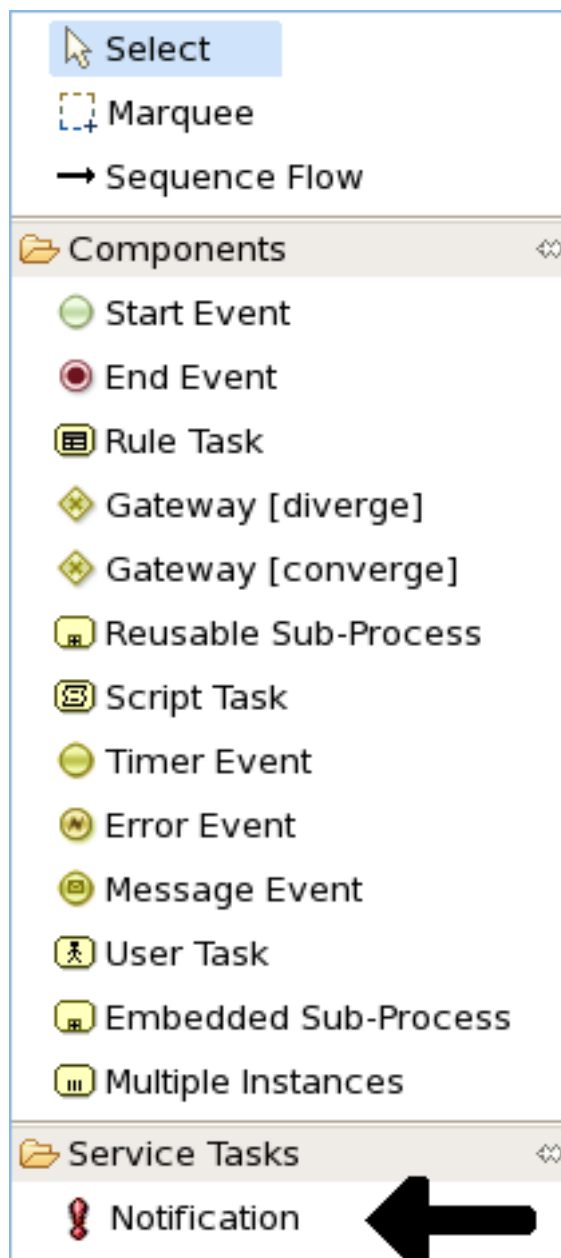 Select
Marquee
Sequence Flow
Components
Start Event
End Event
Rule Task
Gateway [diverge]
Gateway [converge]
Reusable Sub-Process
Script Task
Timer Event
Error Event
Message Event
User Task
Embedded Sub-Process
Multiple Instances
Service Tasks
Notification